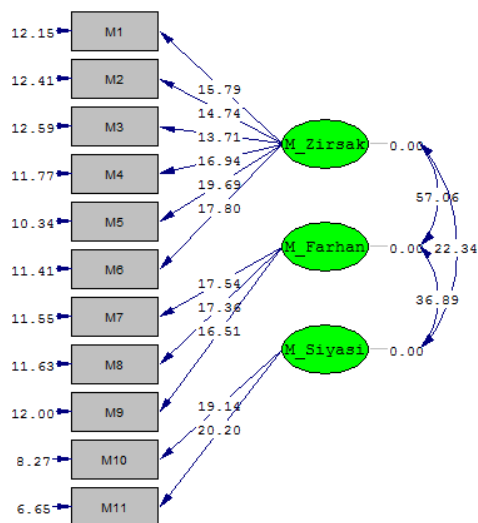 12.15 M1
12.41 M2
12.59 M3
11.77 M4
10.34 M5
11.41 M6
11.55 M7
11.63 M8
12.00 M9
8.27 M10
6.65 M11
15.79
14.74
13.71
16.94
19.69
17.80
17.54
17.36
16.51
19.14
20.20
M_Zirsak 0.00
M_Farhan 0.00
M_Siyasi 0.00
57.06
22.34
36.89